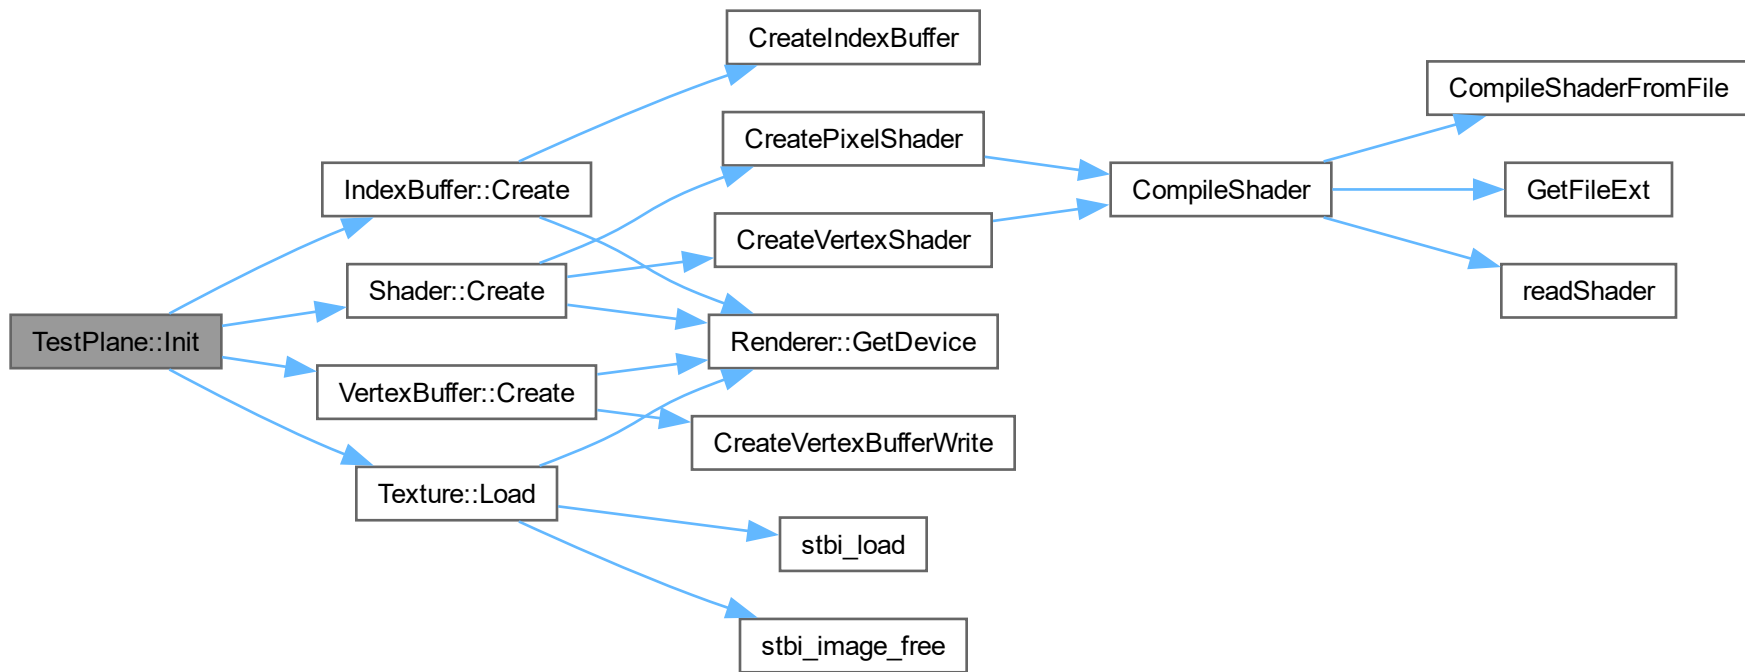 TestPlane::Init
IndexBuffer::Create
Shader::Create
VertexBuffer::Create
Texture::Load
CreateIndexBuffer
CreatePixelShader
CreateVertexShader
Renderer::GetDevice
CreateVertexBufferWrite
stbi_load
stbi_image_free
CompileShader
CompileShaderFromFile
GetFileExt
readShader